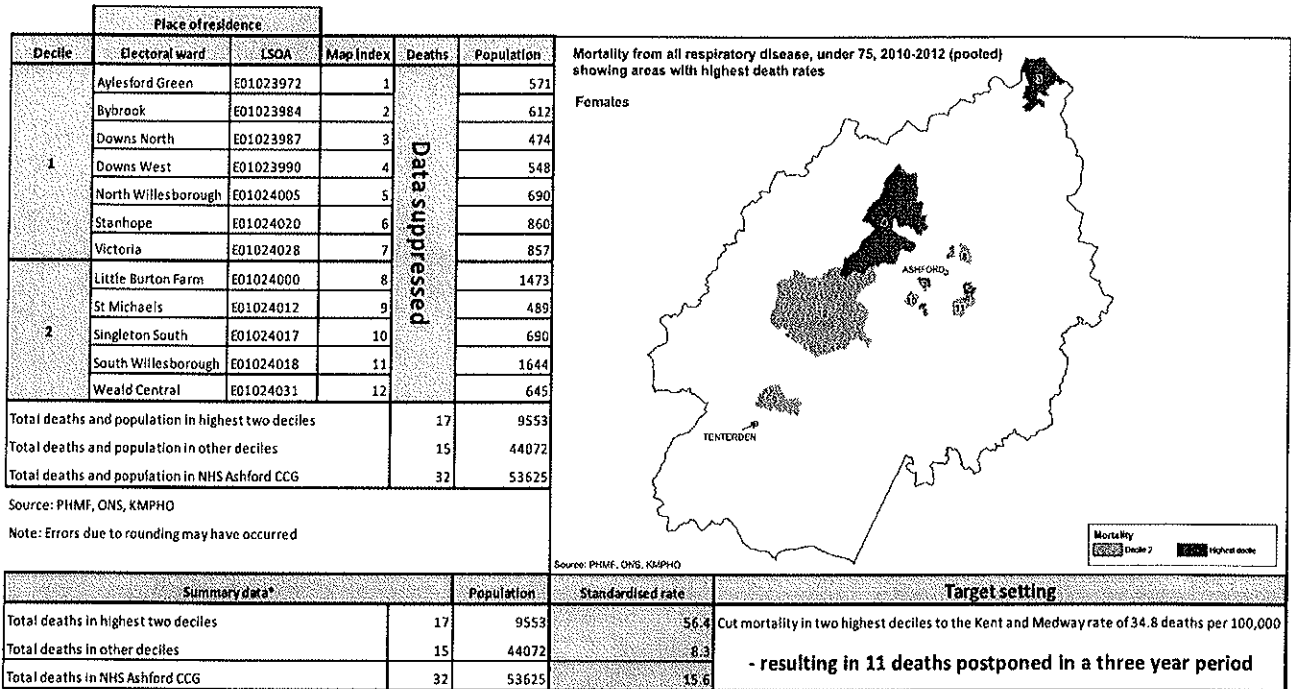 Place of residence
Decile Electoral ward LSOA Map Index Deaths Population
1
Aylesford Green E01023972 1 571
Bybrook E01023984 2 612
Downs North E01023987 3 474
Downs West E01023990 4 548
North Willesborough E01024005 5 690
Stanhope E01024020 6 860
Victoria E01024028 7 857
2
Little Burton Farm E01024000 8 1473
St Michaels E01024012 9 489
Singleton South E01024017 10 690
South Willesborough E01024018 11 1644
Weald Central E01024031 12 645
Data suppressed
Total deaths and population in highest two deciles 17 9553
Total deaths and population in other deciles 15 44072
Total deaths and population in NHS Ashford CCG 32 53625
Source: PHMF, ONS, KMPHO
Note: Errors due to rounding may have occurred
Mortality from all respiratory disease, under 75, 2010-2012 (pooled)
showing areas with highest death rates
Females
ASHFORD
TENTERDEN
Mortality
Decile 2 Highest decile
Source: PHMF, ONS, KMPHO
Summary data* Population Standardised rate Target setting
Total deaths in highest two deciles 17 9553 56.4
Total deaths in other deciles 15 44072 8.3
Total deaths in NHS Ashford CCG 32 53625 15.6
Cut mortality in two highest deciles to the Kent and Medway rate of 34.8 deaths per 100,000
- resulting in 11 deaths postponed in a three year period